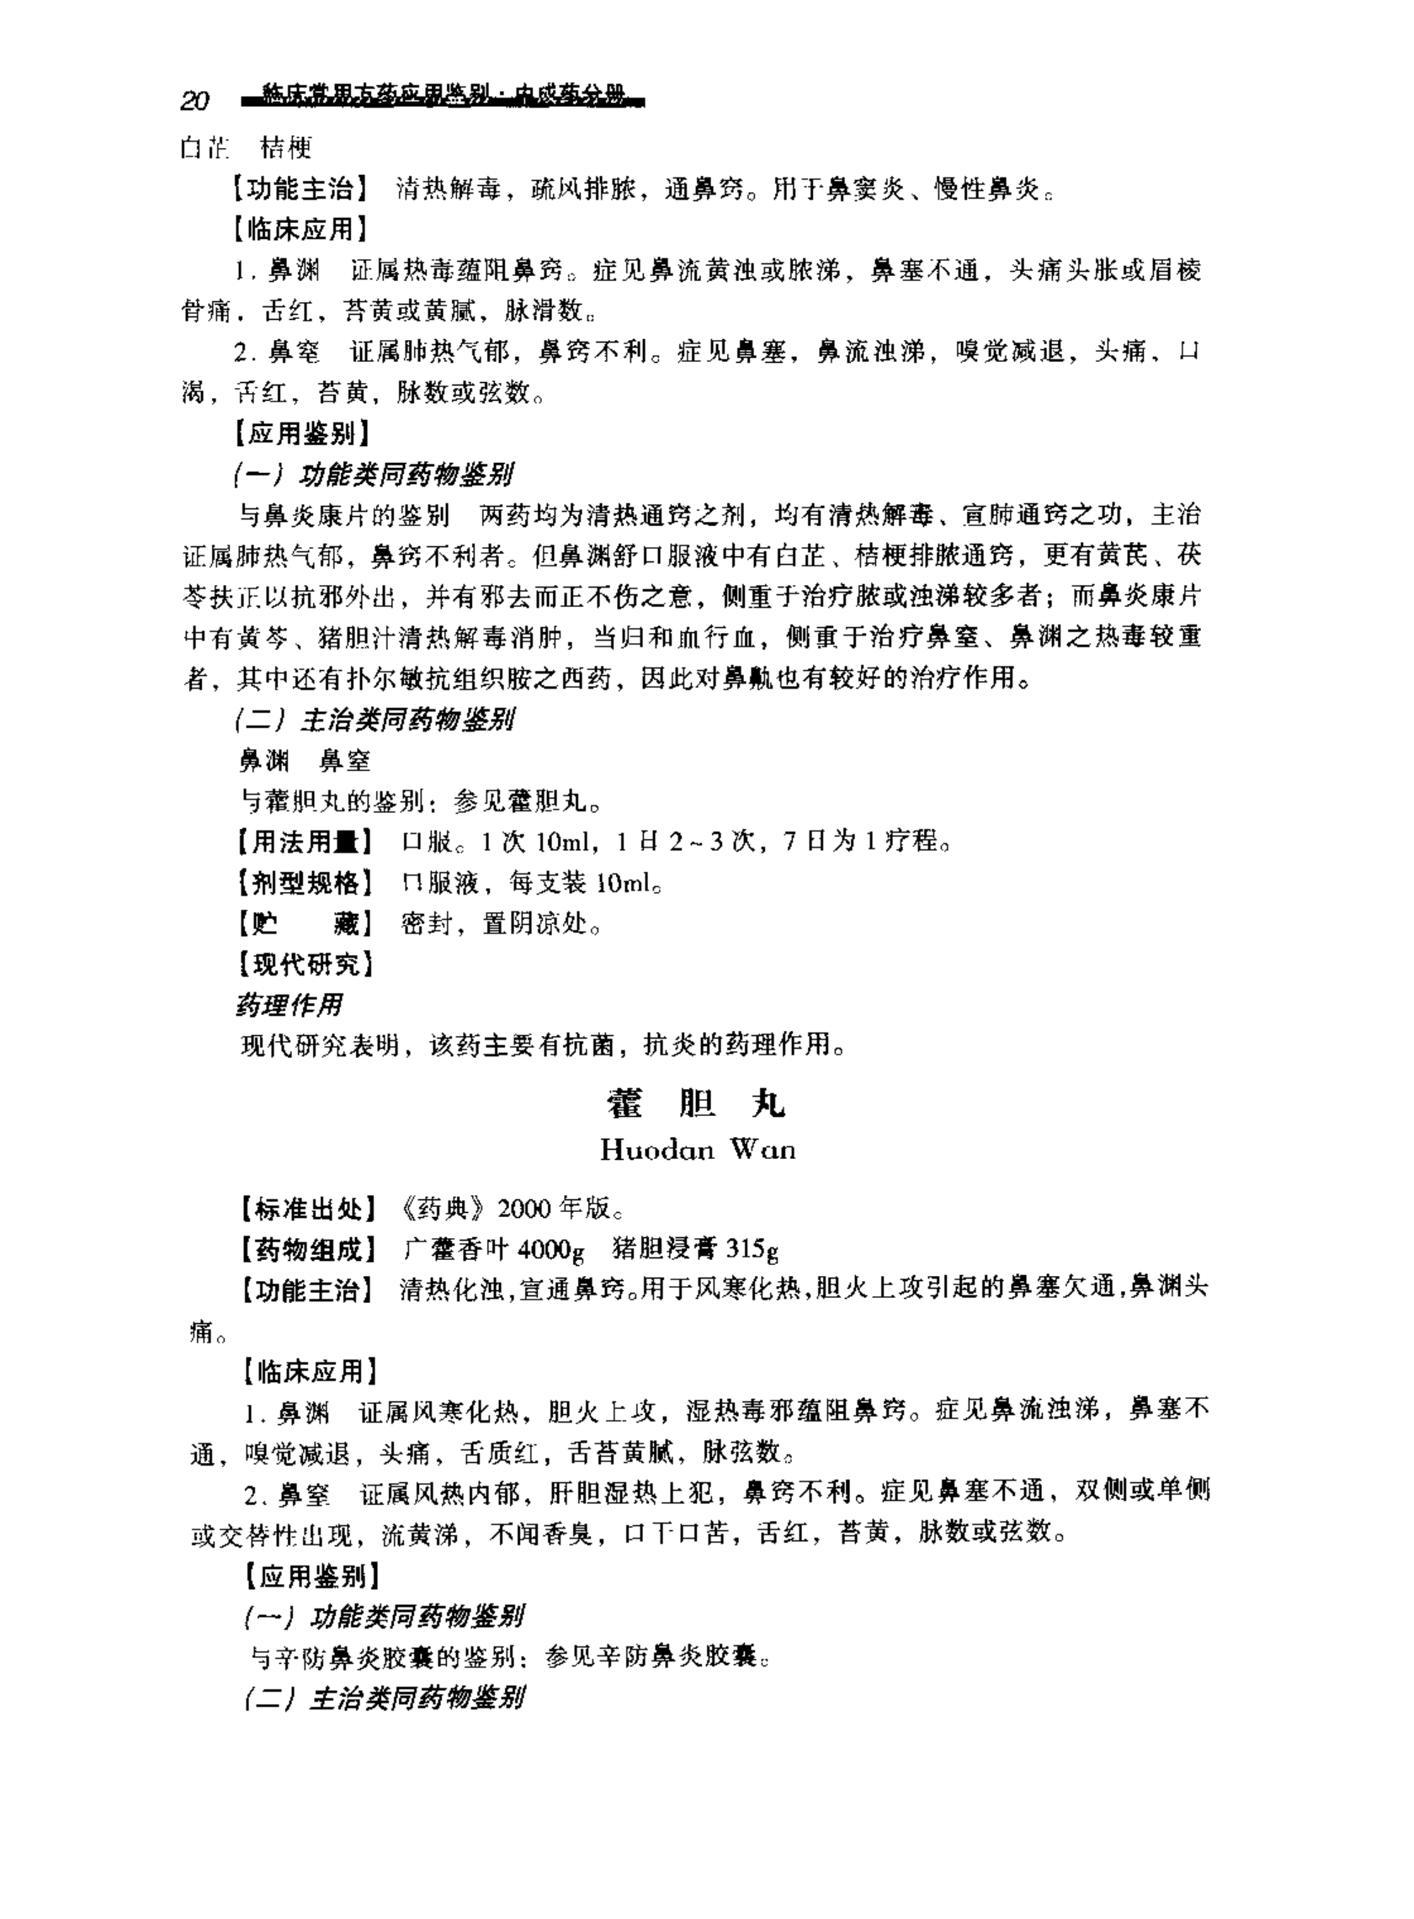 20 临床常用方药应用鉴别·中成药分册
白芷 桔梗
【功能主治】 清热解毒，疏风排脓，通鼻窍。用于鼻窦炎、慢性鼻炎。
【临床应用】
1. 鼻渊 证属热毒蕴阻鼻窍。症见鼻流黄浊或脓涕，鼻塞不通，头痛头胀或眉棱
骨痛，舌红，苔黄或黄腻，脉滑数。
2. 鼻窒 证属肺热气郁，鼻窍不利。症见鼻塞，鼻流浊涕，嗅觉减退，头痛、口
渴，舌红，苔黄，脉数或弦数。
【应用鉴别】
（一）功能类同药物鉴别
与鼻炎康片的鉴别 两药均为清热通窍之剂，均有清热解毒、宣肺通窍之功，主治
证属肺热气郁，鼻窍不利者。但鼻渊舒口服液中有白芷、桔梗排脓通窍，更有黄芪、茯
苓扶正以抗邪外出，并有邪去而正不伤之意，侧重于治疗脓或浊涕较多者；而鼻炎康片
中有黄芩、猪胆汁清热解毒消肿，当归和血行血，侧重于治疗鼻窒、鼻渊之热毒较重
者，其中还有扑尔敏抗组织胺之西药，因此对鼻鼽也有较好的治疗作用。
（二）主治类同药物鉴别
鼻渊 鼻窒
与藿胆丸的鉴别：参见藿胆丸。
【用法用量】 口服。1 次 10ml，1 日 2~3 次，7 日为 1 疗程。
【剂型规格】 口服液，每支装 10ml。
【贮 藏】 密封，置阴凉处。
【现代研究】
药理作用
现代研究表明，该药主要有抗菌，抗炎的药理作用。
藿 胆 丸
Huodan Wan
【标准出处】《药典》2000 年版。
【药物组成】 广藿香叶 4000g 猪胆浸膏 315g
【功能主治】 清热化浊，宣通鼻窍。用于风寒化热，胆火上攻引起的鼻塞欠通，鼻渊头
痛。
【临床应用】
1. 鼻渊 证属风寒化热，胆火上攻，湿热毒邪蕴阻鼻窍。症见鼻流浊涕，鼻塞不
通，嗅觉减退，头痛，舌质红，舌苔黄腻，脉弦数。
2. 鼻窒 证属风热内郁，肝胆湿热上犯，鼻窍不利。症见鼻塞不通，双侧或单侧
或交替性出现，流黄涕，不闻香臭，口干口苦，舌红，苔黄，脉数或弦数。
【应用鉴别】
（一）功能类同药物鉴别
与辛防鼻炎胶囊的鉴别：参见辛防鼻炎胶囊。
（二）主治类同药物鉴别